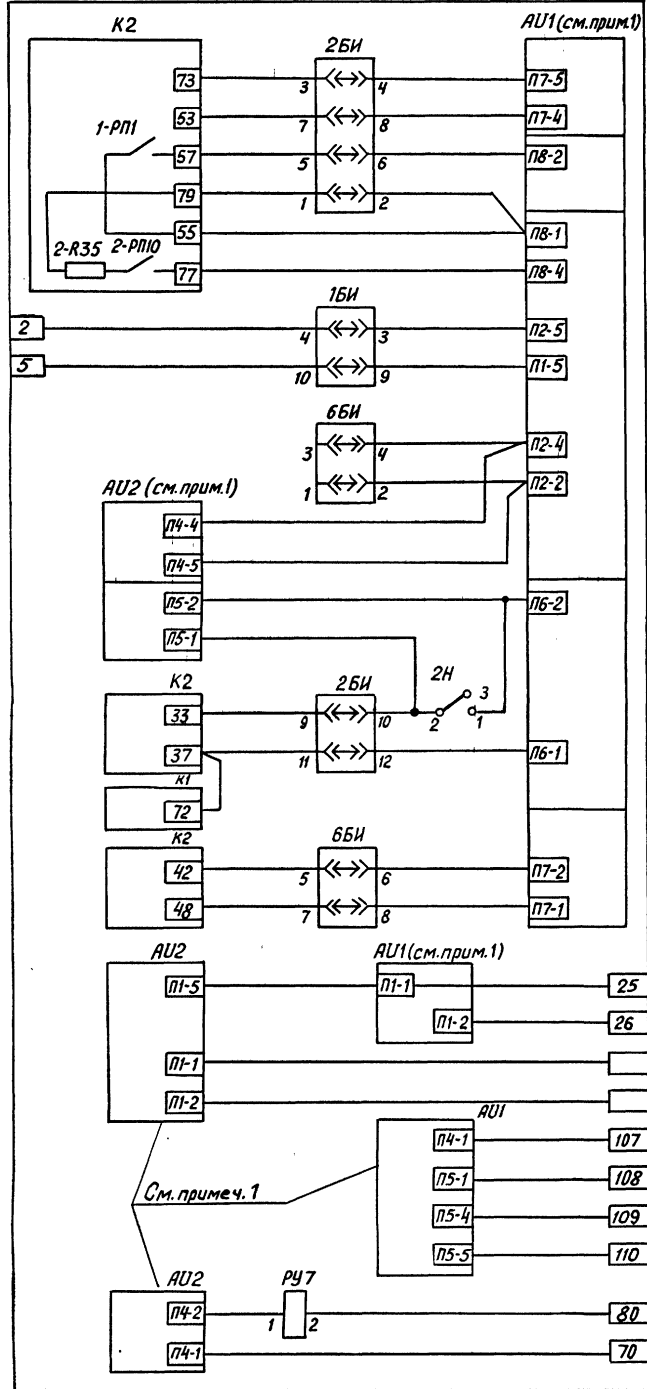 K2
AU1 (см.прим.1)
2БИ
73
3
4
П7-5
53
7
8
П7-4
1-РП1
57
5
6
П8-2
79
1
2
55
П8-1
2-R35
2-РП10
77
П8-4
1БИ
2
4
3
П2-5
5
10
9
П1-5
6БИ
3
4
П2-4
1
2
П2-2
AU2 (см.прим.1)
П4-4
П4-5
П5-2
П6-2
П5-1
K2
2БИ
2Н
3
33
9
10
2
1
37
11
12
П6-1
K1
72
K2
6БИ
42
5
6
П7-2
48
7
8
П7-1
AU2
AU1 (см.прим.1)
П1-5
П1-1
25
П1-2
26
П1-1
П1-2
AU1
П4-1
107
П5-1
108
См. примеч. 1
П5-4
109
П5-5
110
AU2
РУ7
П4-2
1
2
80
П4-1
70